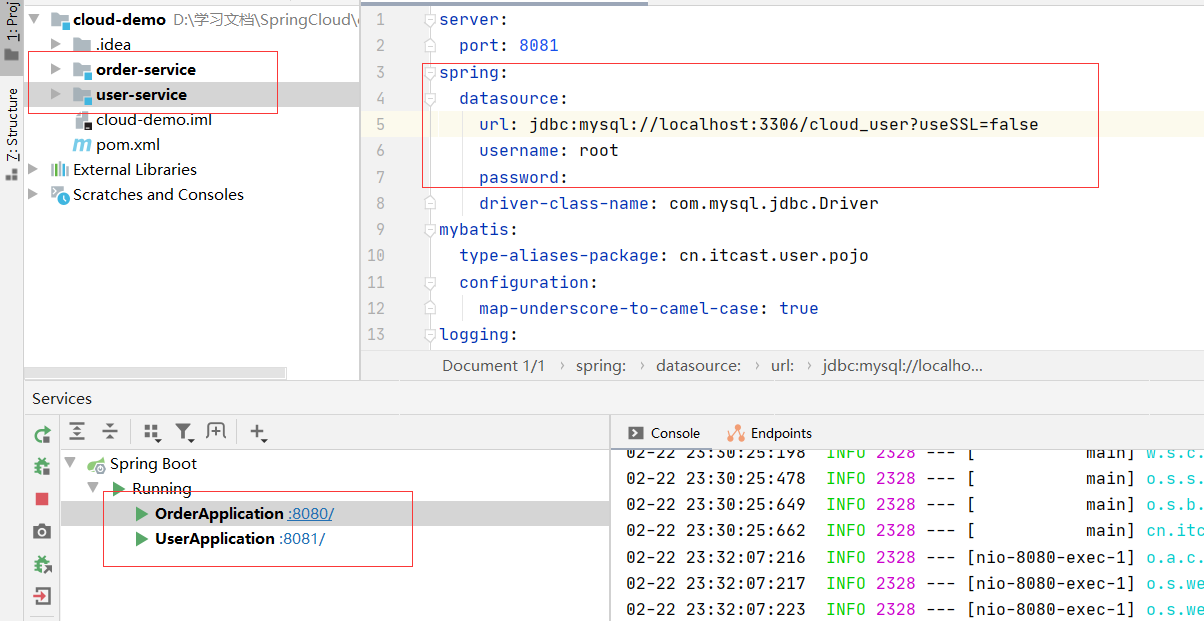 1: Proj
Z: Structure
cloud-demo D:\学习文档\SpringCloud\
.idea
order-service
user-service
cloud-demo.iml
pom.xml
External Libraries
Scratches and Consoles
1 server:
2 port: 8081
3 spring:
4 datasource:
5 url: jdbc:mysql://localhost:3306/cloud_user?useSSL=false
6 username: root
7 password:
8 driver-class-name: com.mysql.jdbc.Driver
9 mybatis:
10 type-aliases-package: cn.itcast.user.pojo
11 configuration:
12 map-underscore-to-camel-case: true
13 logging:
Document 1/1 › spring: › datasource: › url: › jdbc:mysql://localho...
Services
Spring Boot
Running
OrderApplication :8080/
UserApplication :8081/
Console Endpoints
02-22 23:30:25:198 INFO 2328 --- [ main] w.s.c.
02-22 23:30:25:478 INFO 2328 --- [ main] o.s.s.
02-22 23:30:25:649 INFO 2328 --- [ main] o.s.b.
02-22 23:30:25:662 INFO 2328 --- [ main] cn.itc
02-22 23:32:07:216 INFO 2328 --- [nio-8080-exec-1] o.a.c.
02-22 23:32:07:217 INFO 2328 --- [nio-8080-exec-1] o.s.we
02-22 23:32:07:223 INFO 2328 --- [nio-8080-exec-1] o.s.we